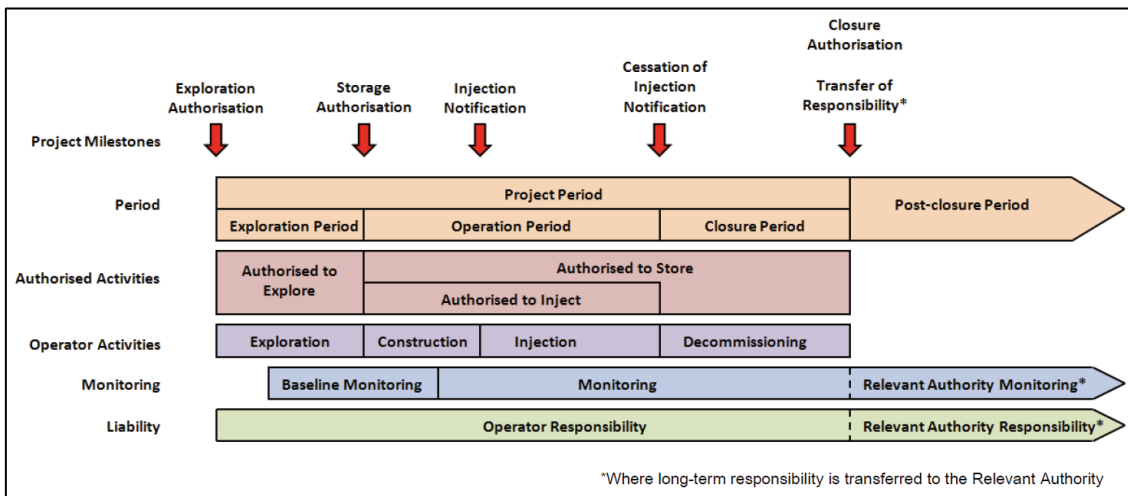 Closure
Authorisation
Exploration
Authorisation
Storage
Authorisation
Injection
Notification
Cessation of
Injection
Notification
Transfer of
Responsibility*
Project Milestones
Period
Project Period
Exploration Period
Operation Period
Closure Period
Post-closure Period
Authorised Activities
Authorised to
Explore
Authorised to Store
Authorised to Inject
Operator Activities
Exploration
Construction
Injection
Decommissioning
Monitoring
Baseline Monitoring
Monitoring
Relevant Authority Monitoring*
Liability
Operator Responsibility
Relevant Authority Responsibility*
*Where long-term responsibility is transferred to the Relevant Authority